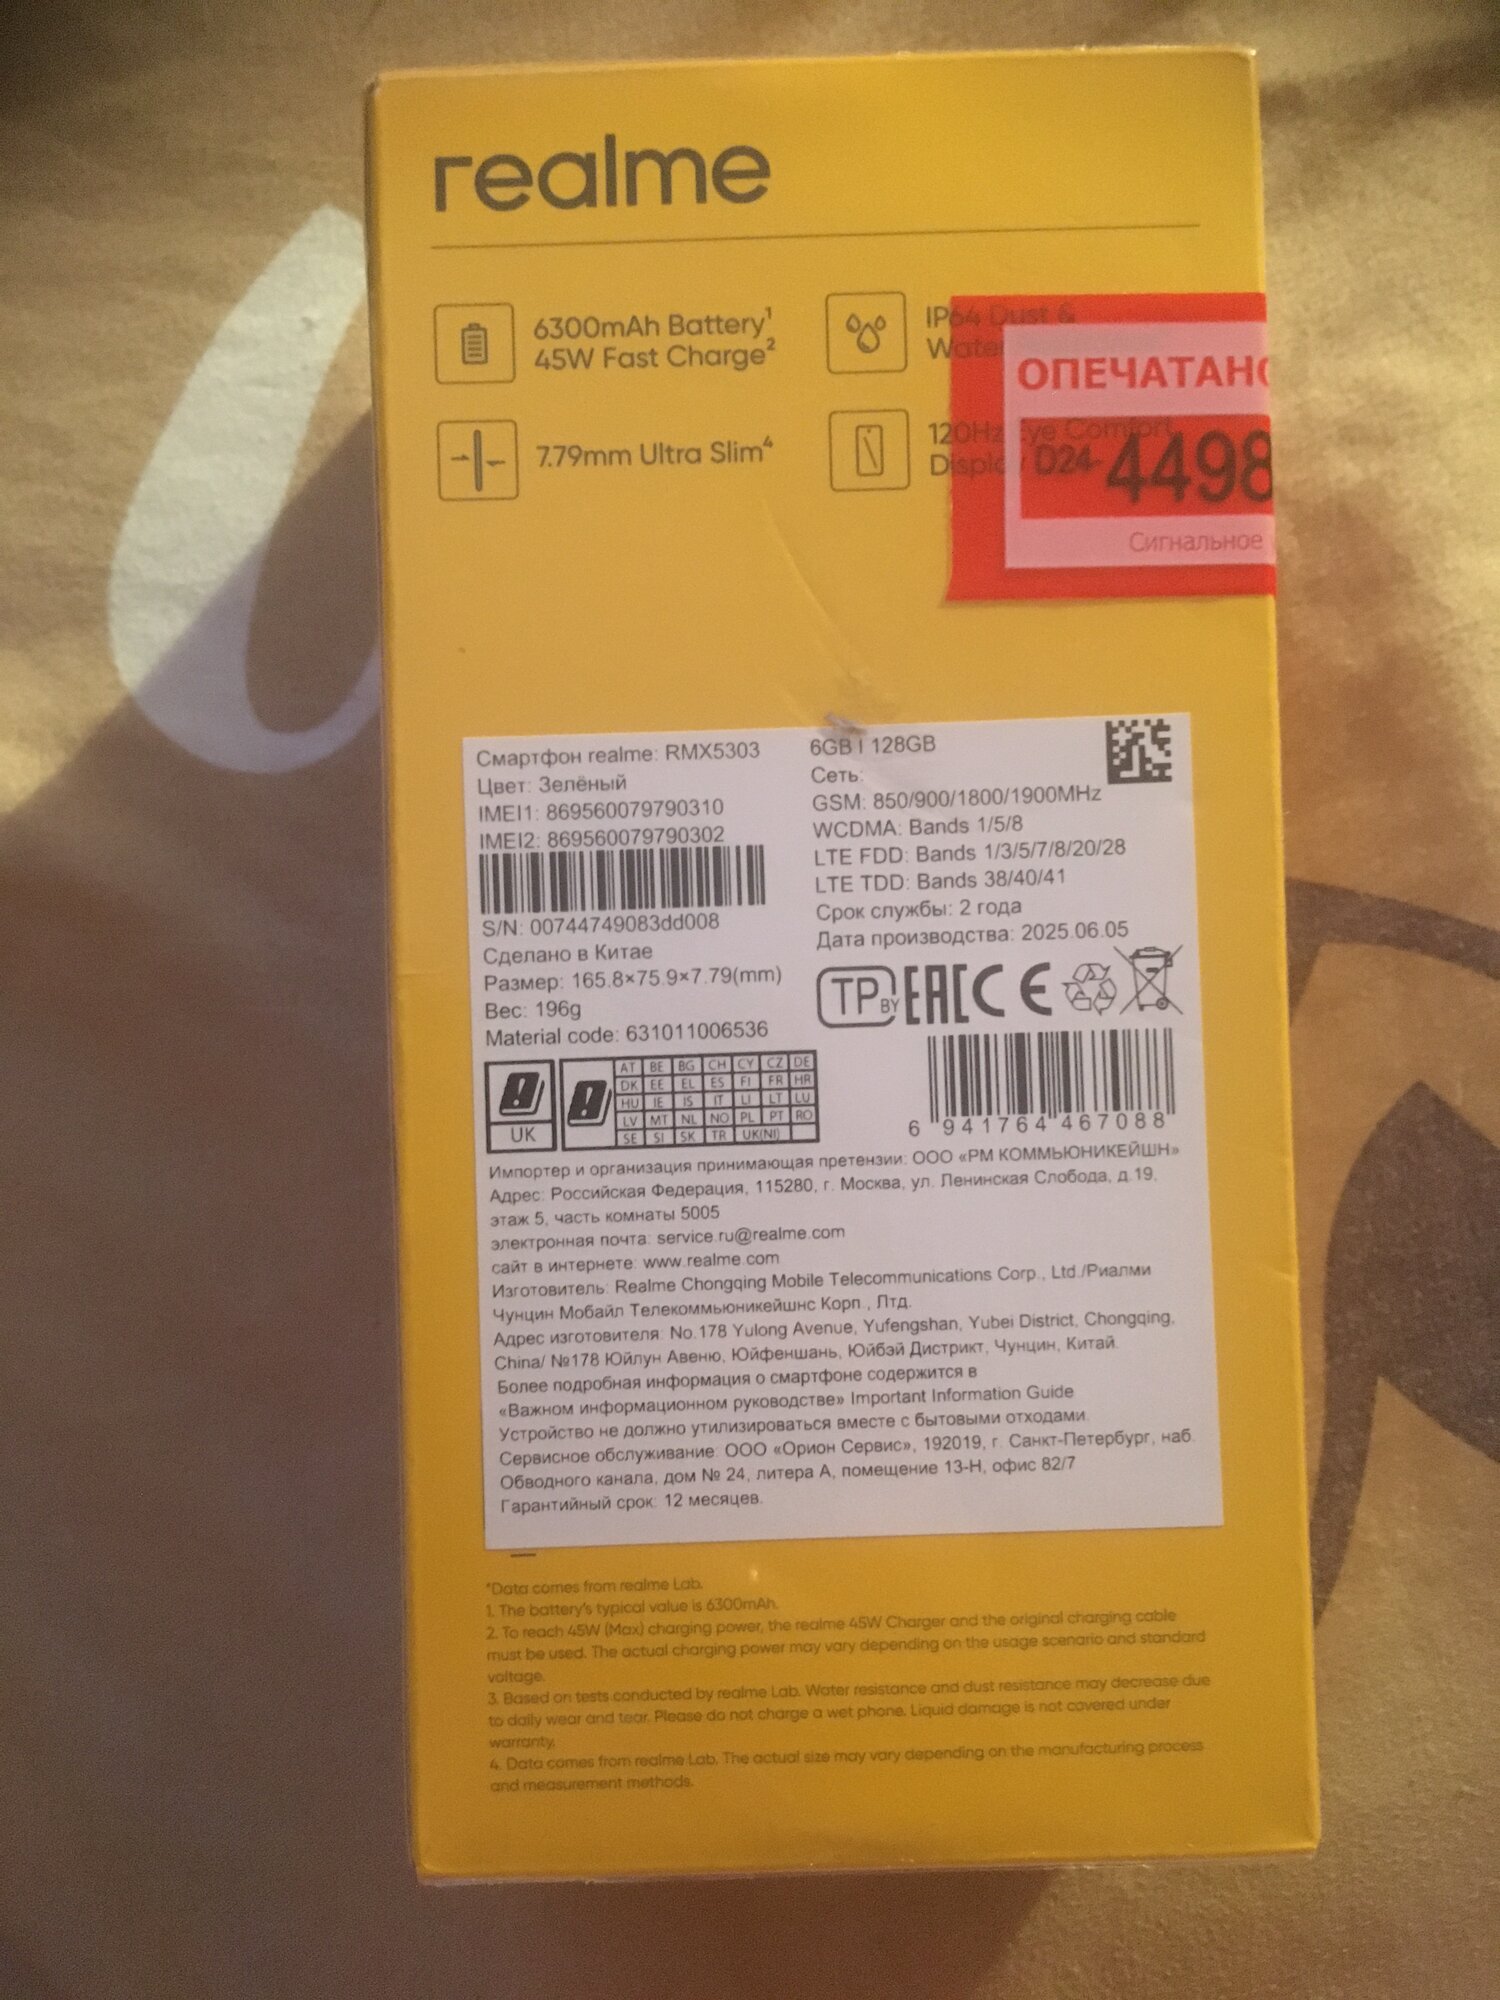 realme
6300mAh Battery¹
45W Fast Charge²
IP64 Dust &
Water
7.79mm Ultra Slim⁴
120Hz Eye Comfort
Display
ОПЕЧАТАНО
D24-4498
Сигнальное
Смартфон realme: RMX5303
Цвет: Зелёный
IMEI1: 869560079790310
IMEI2: 869560079790302
S/N: 00744749083dd008
Сделано в Китае
Размер: 165.8×75.9×7.79(mm)
Вес: 196g
Material code: 631011006536
6GB | 128GB
Сеть:
GSM: 850/900/1800/1900MHz
WCDMA: Bands 1/5/8
LTE FDD: Bands 1/3/5/7/8/20/28
LTE TDD: Bands 38/40/41
Срок службы: 2 года
Дата производства: 2025.06.05
TP BY EAC CE
UK
AT BE BG CH CY CZ DE
DK EE EL ES FI FR HR
HU IE IS IT LI LT LU
LV MT NL NO PL PT RO
SE SI SK TR UK(NI)
6 941764 467088
Импортер и организация принимающая претензии: ООО «РМ КОММЬЮНИКЕЙШН»
Адрес: Российская Федерация, 115280, г. Москва, ул. Ленинская Слобода, д.19,
этаж 5, часть комнаты 5005
электронная почта: service.ru@realme.com
сайт в интернете: www.realme.com
Изготовитель: Realme Chongqing Mobile Telecommunications Corp., Ltd./Риалми
Чунцин Мобайл Телекоммьюникейшнс Корп., Лтд.
Адрес изготовителя: No.178 Yulong Avenue, Yufengshan, Yubei District, Chongqing,
China/ №178 Юйлун Авеню, Юйфеншань, Юйбэй Дистрикт, Чунцин, Китай.
Более подробная информация о смартфоне содержится в
«Важном информационном руководстве» Important Information Guide
Устройство не должно утилизироваться вместе с бытовыми отходами.
Сервисное обслуживание: ООО «Орион Сервис», 192019, г. Санкт-Петербург, наб.
Обводного канала, дом № 24, литера А, помещение 13-Н, офис 82/7
Гарантийный срок: 12 месяцев.
*Data comes from realme Lab.
1. The battery's typical value is 6300mAh.
2. To reach 45W (Max) charging power, the realme 45W Charger and the original charging cable
must be used. The actual charging power may vary depending on the usage scenario and standard
voltage.
3. Based on tests conducted by realme Lab. Water resistance and dust resistance may decrease due
to daily wear and tear. Please do not charge a wet phone. Liquid damage is not covered under
warranty.
4. Data comes from realme Lab. The actual size may vary depending on the manufacturing process
and measurement methods.